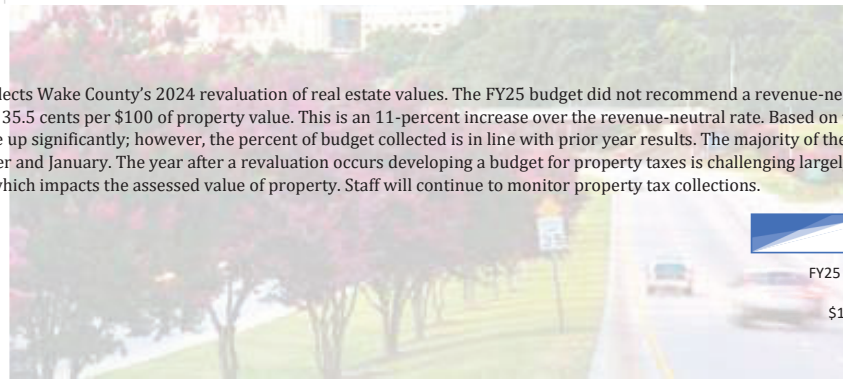 lects Wake County’s 2024 revaluation of real estate values. The FY25 budget did not recommend a revenue-ne
35.5 cents per $100 of property value. This is an 11-percent increase over the revenue-neutral rate. Based on
e up significantly; however, the percent of budget collected is in line with prior year results. The majority of the
er and January. The year after a revaluation occurs developing a budget for property taxes is challenging largel
which impacts the assessed value of property. Staff will continue to monitor property tax collections.
FY25
$1